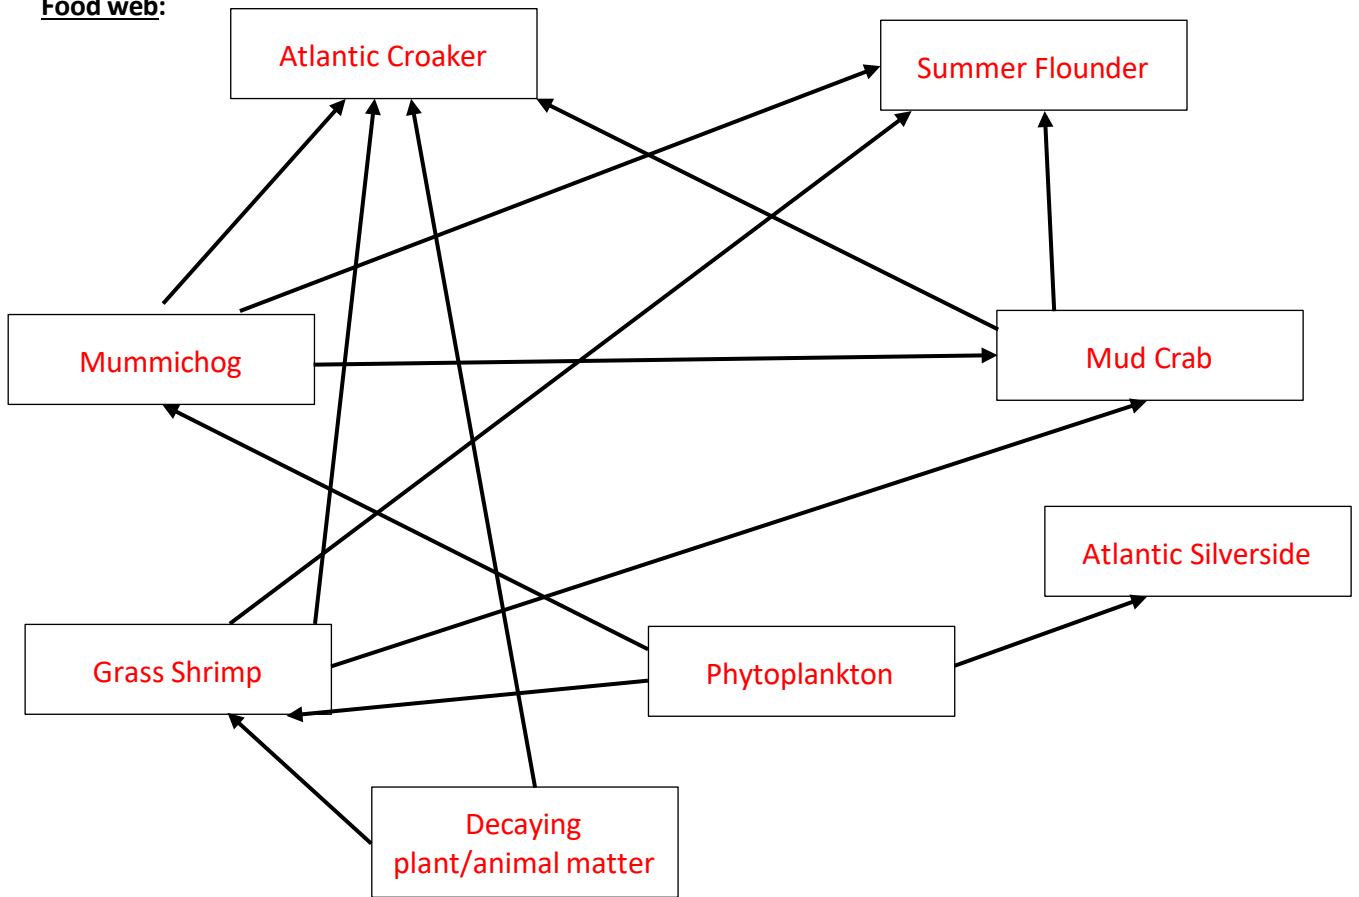 Food web:
Atlantic Croaker
Summer Flounder
Mummichog
Mud Crab
Atlantic Silverside
Grass Shrimp
Phytoplankton
Decaying
plant/animal matter